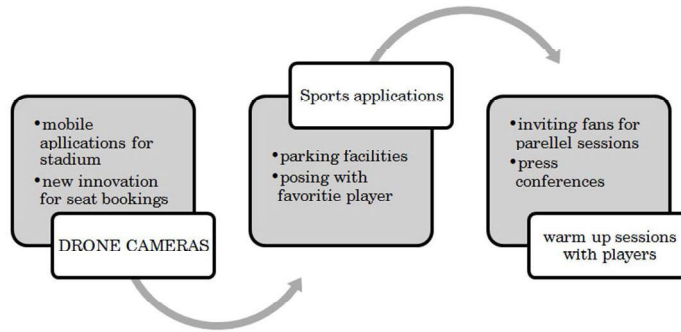 •mobile
apllications for
stadium
•new innovation
for seat bookings
DRONE CAMERAS
Sports applications
•parking facilities
•posing with
favoritie player
•inviting fans for
parellel sessions
•press
conferences
warm up sessions
with players